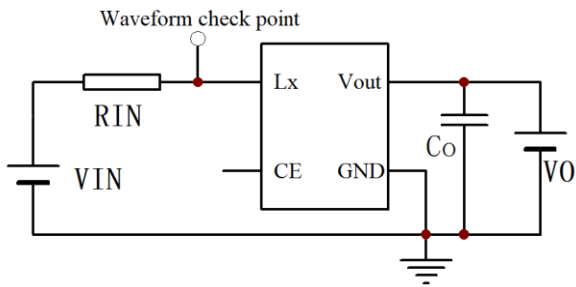 Waveform check point
Lx Vout
RIN
Co
VIN
CE GND
VO